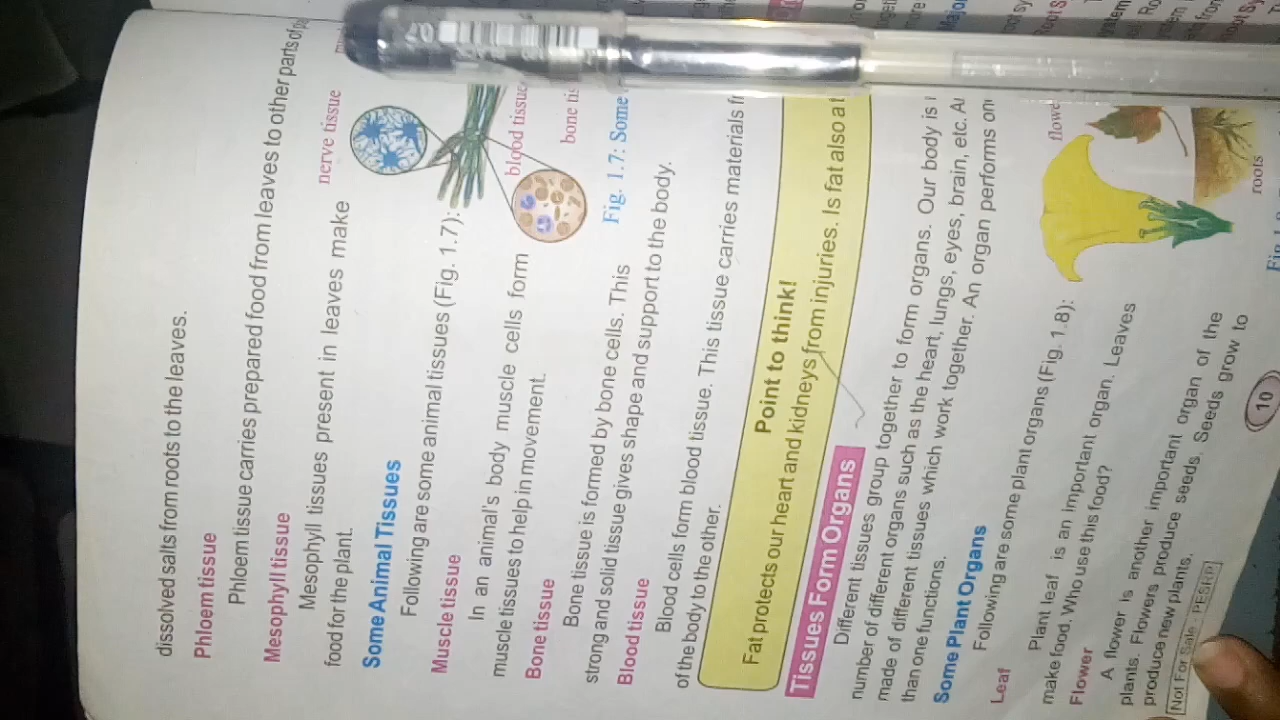 dissolved salts from roots to the leaves.
Phloem tissue
Phloem tissue carries prepared food from leaves to other parts of
Mesophyll tissue
Mesophyll tissues present in leaves make
food for the plant.
nerve tissue
Some Animal Tissues
Following are some animal tissues (Fig. 1.7):
Muscle tissue
In an animal's body muscle cells form
muscle tissues to help in movement.
blood tissue
Bone tissue
Bone tissue is formed by bone cells. This
strong and solid tissue gives shape and support to the body.
bone
Fig. 1.7: Some
Blood tissue
Blood cells form blood tissue. This tissue carries materials
of the body to the other.
Point to think!
Fat protects our heart and kidneys from injuries. Is fat also
Tissues Form Organs
Different tissues group together to form organs. Our body is
number of different organs such as the heart, lungs, eyes, brain, etc.
made of different tissues which work together. An organ performs
than one functions.
Some Plant Organs
Following are some plant organs (Fig. 1.8):
Leaf
Plant leaf is an important organ. Leaves
make food. Who use this food?
Flower
A flower is another important organ of the
plants. Flowers produce seeds. Seeds grow to
produce new plants.
roots
Not For Sale - PESRP
10
07